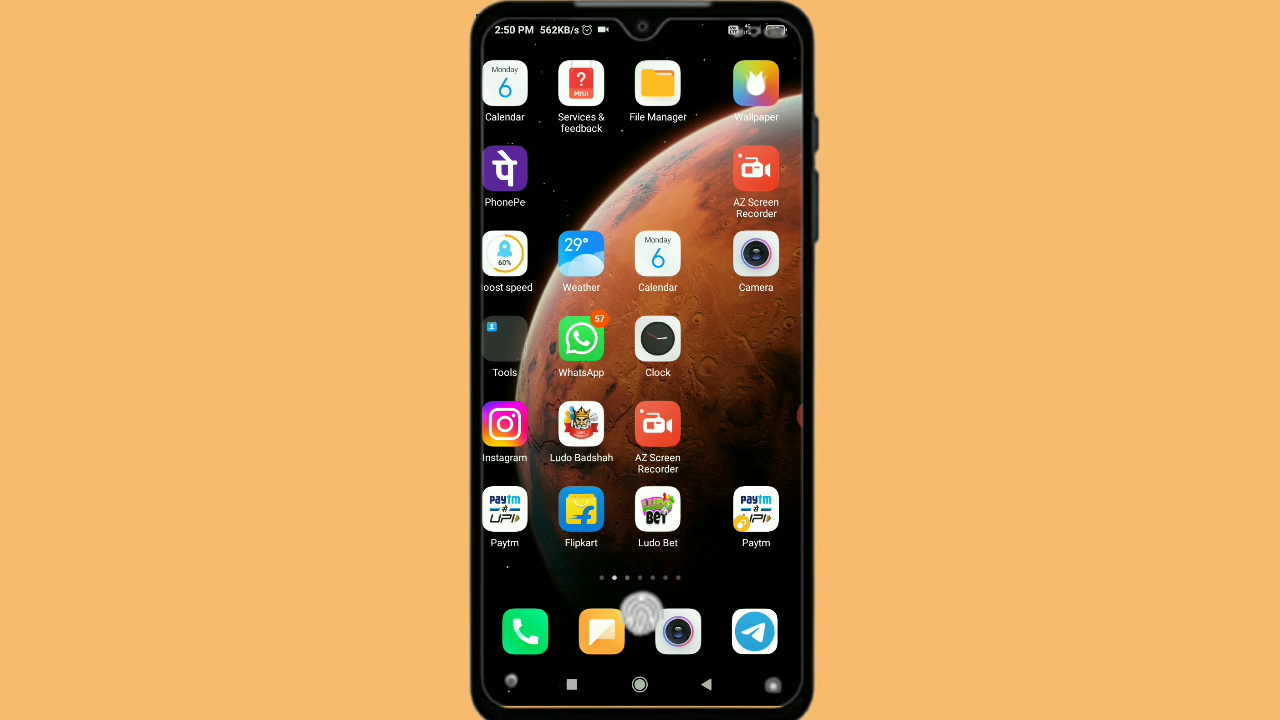 2:50 PM 562KB/s
Monday
6
Calendar
?
MIUI
Services &
feedback
File Manager
Wallpaper
पे
PhonePe
AZ Screen
Recorder
60%
oost speed
29°
Weather
Monday
6
Calendar
Camera
Tools
57
WhatsApp
Clock
Instagram
Ludo Badshah
AZ Screen
Recorder
paytm
UPI
Paytm
Flipkart
LUDO
BET
Ludo Bet
paytm
UPI
Paytm